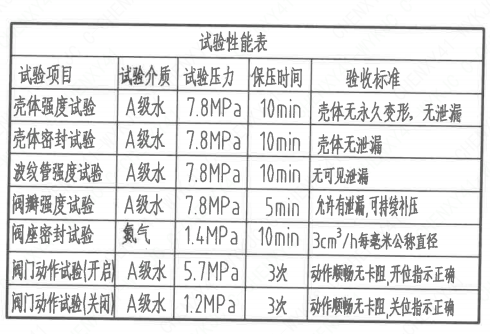 试验性能表
试验项目 试验介质 试验压力 保压时间 验收标准
壳体强度试验 A级水 7.8MPa 10min 壳体无永久变形，无泄漏
壳体密封试验 A级水 7.8MPa 10min 壳体无泄漏
波纹管强度试验 A级水 7.8MPa 10min 无可见泄漏
阀瓣强度试验 A级水 7.8MPa 5min 允许有泄漏,可持续补压
阀座密封试验 氨气 1.4MPa 10min 3cm³/h每毫米公称直径
阀门动作试验(开启) A级水 5.7MPa 3次 动作顺畅无卡阻,开位指示正确
阀门动作试验(关闭) A级水 1.2MPa 3次 动作顺畅无卡阻,关位指示正确